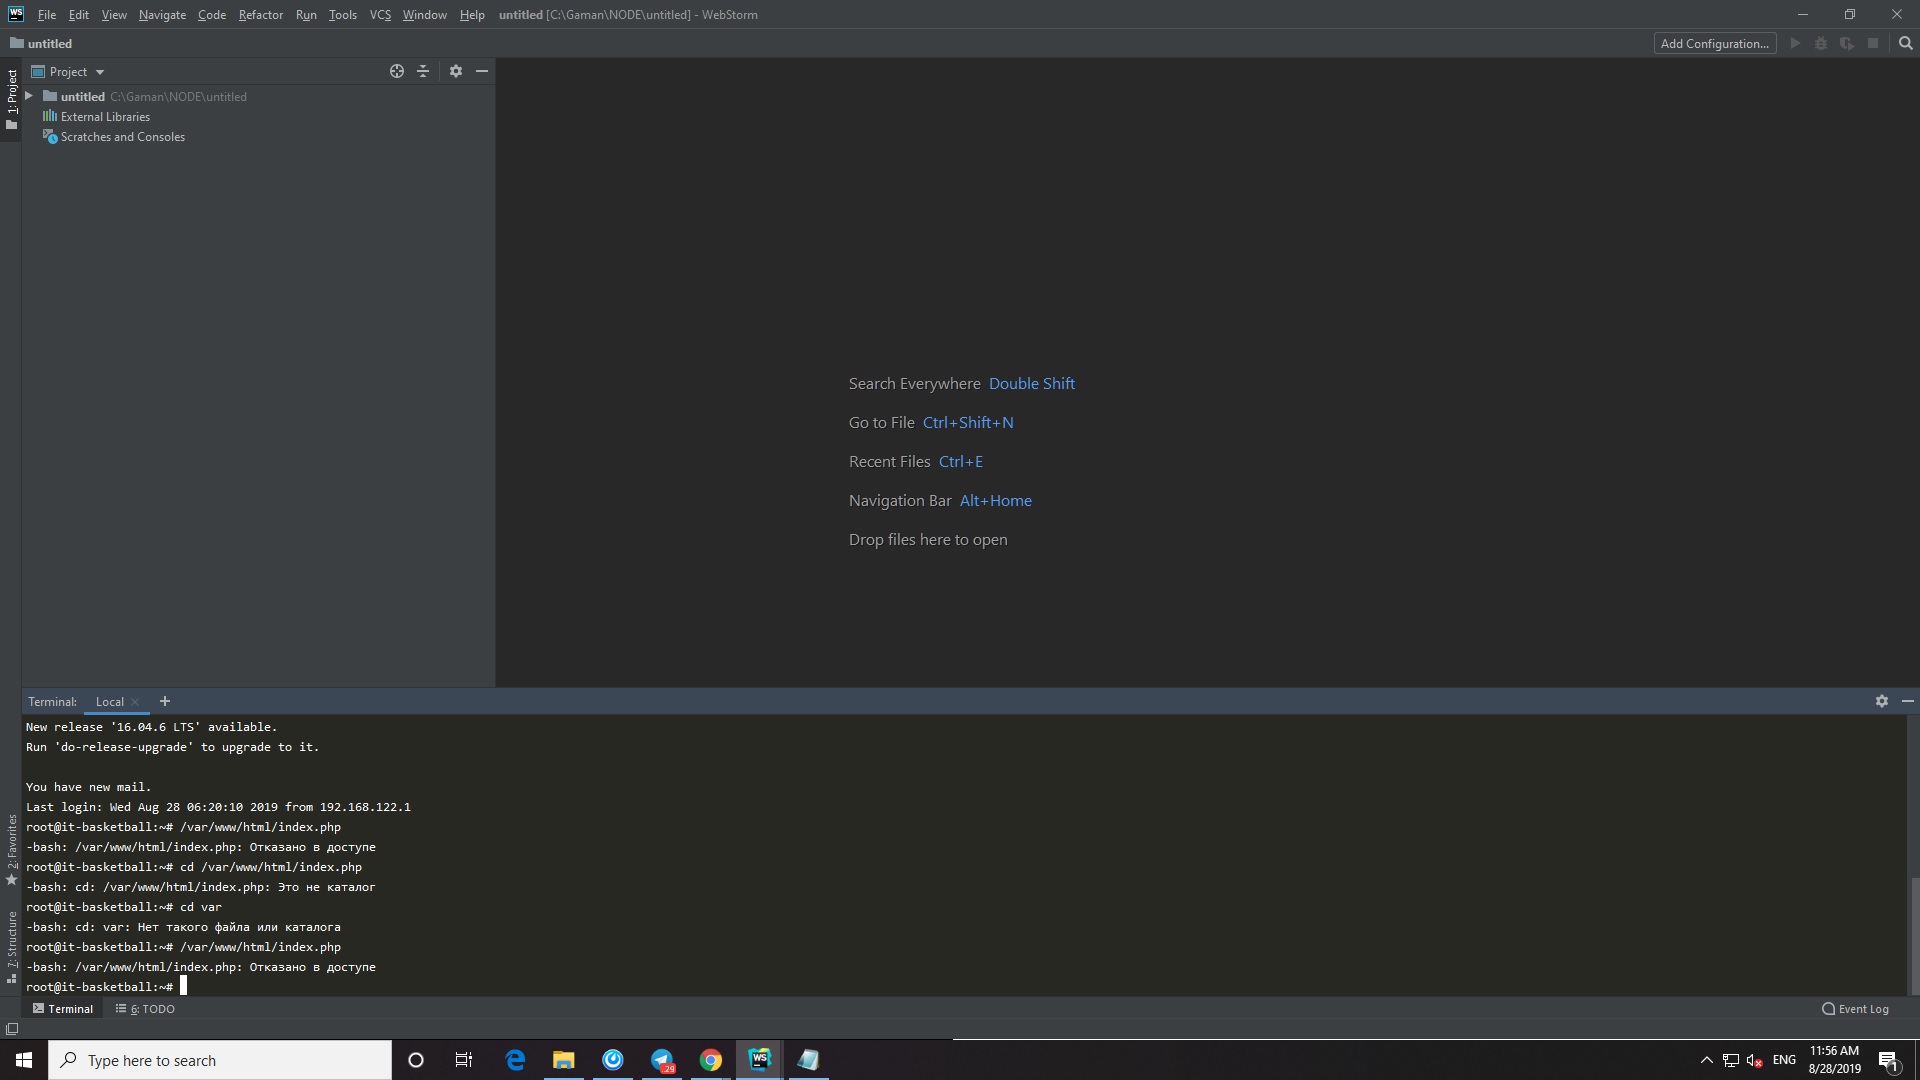 WS File Edit View Navigate Code Refactor Run Tools VCS Window Help untitled [C:\Gaman\NODE\untitled] - WebStorm
untitled Add Configuration...
1: Project
Project
untitled C:\Gaman\NODE\untitled
External Libraries
Scratches and Consoles
Search Everywhere Double Shift
Go to File Ctrl+Shift+N
Recent Files Ctrl+E
Navigation Bar Alt+Home
Drop files here to open
Terminal: Local
New release '16.04.6 LTS' available.
Run 'do-release-upgrade' to upgrade to it.
You have new mail.
Last login: Wed Aug 28 06:20:10 2019 from 192.168.122.1
root@it-basketball:~# /var/www/html/index.php
-bash: /var/www/html/index.php: Отказано в доступе
root@it-basketball:~# cd /var/www/html/index.php
-bash: cd: /var/www/html/index.php: Это не каталог
root@it-basketball:~# cd var
-bash: cd: var: Нет такого файла или каталога
root@it-basketball:~# /var/www/html/index.php
-bash: /var/www/html/index.php: Отказано в доступе
root@it-basketball:~#
2: Favorites
7: Structure
Terminal 6: TODO Event Log
Type here to search WS ENG 11:56 AM
8/28/2019
29
1